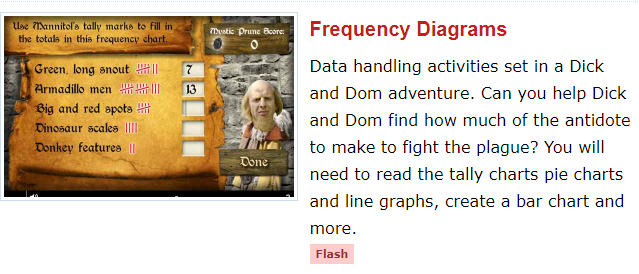 Use Mannitol's tally marks to fill in
the totals in this frequency chart.
Mystic Prune Score:
0
Green, long snout 7
Armadillo men 13
Big and red spots
Dinosaur scales
Donkey features
Done
Frequency Diagrams
Data handling activities set in a Dick
and Dom adventure. Can you help Dick
and Dom find how much of the antidote
to make to fight the plague? You will
need to read the tally charts pie charts
and line graphs, create a bar chart and
more.
Flash